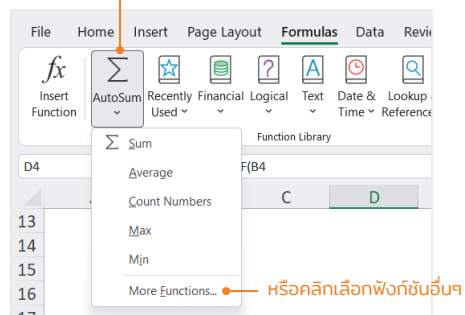 File Home Insert Page Layout Formulas Data
fx Σ ☆ ? A
Insert Function AutoSum Recently Used Financial Logical Text Date & Time Lookup Reference
Function Library
Σ Sum
D4 F(B4
Average
Count Numbers
C D
Max
13
14
Min
15
More Functions... หรือคลิกเลือกฟังก์ชันอื่นๆ
16